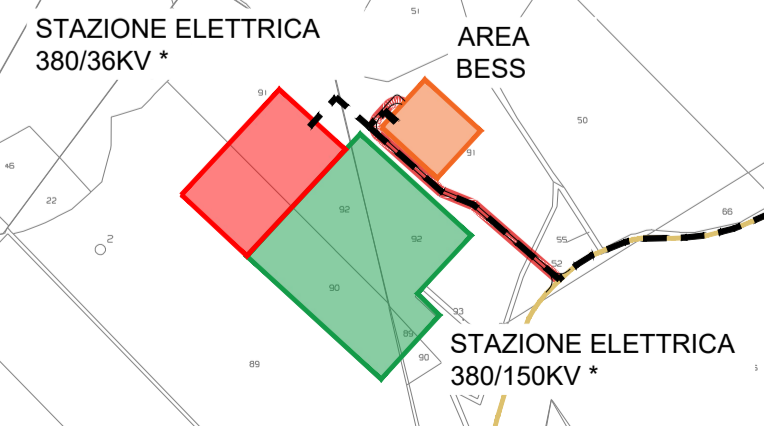 STAZIONE ELETTRICA
380/36KV *
AREA
BESS
51
91
50
46
22
2
91
92
92
66
55
52
90
93
89
90
89
STAZIONE ELETTRICA
380/150KV *